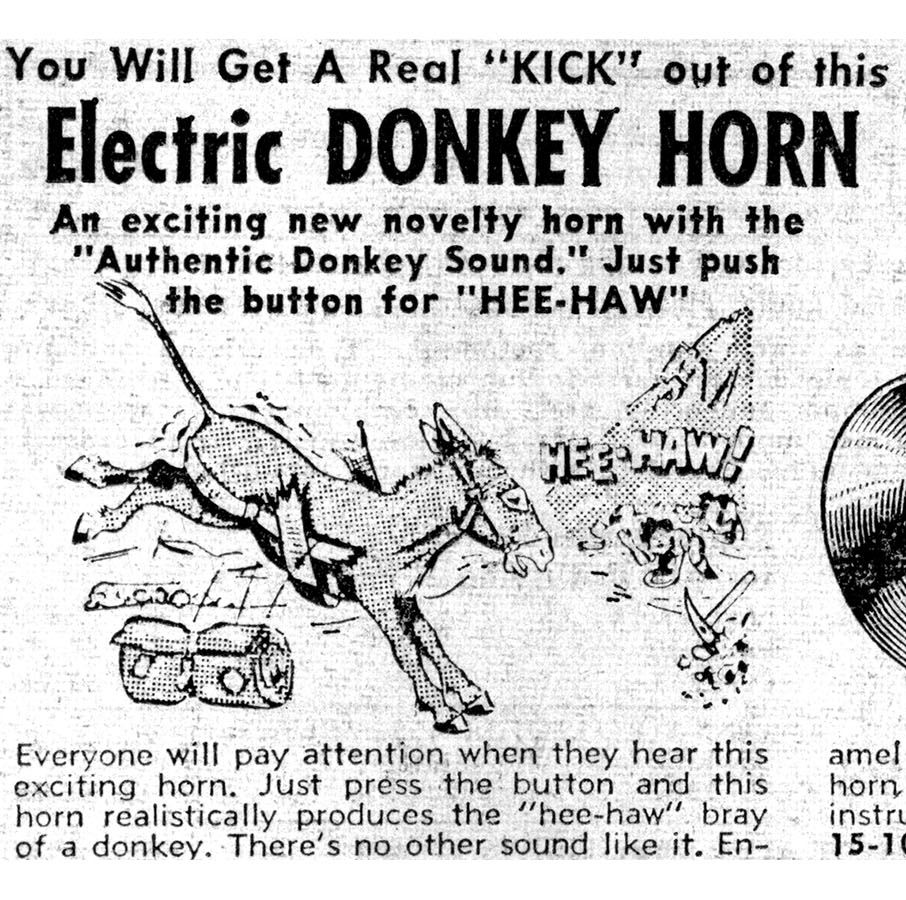 You Will Get A Real "KICK" out of this
Electric DONKEY HORN
An exciting new novelty horn with the
"Authentic Donkey Sound." Just push
the button for "HEE-HAW"
HEE-HAW!
Everyone will pay attention when they hear this
exciting horn. Just press the button and this
horn realistically produces the "hee-haw" bray
of a donkey. There's no other sound like it. En-
amel
horn,
instru
15-10